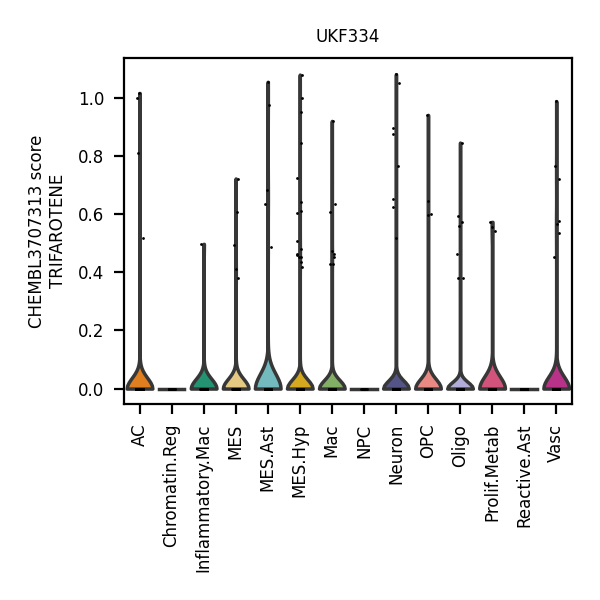 UKF334
CHEMBL3707313 score
TRIFAROTENE
1.0
0.8
0.6
0.4
0.2
0.0
AC
Chromatin.Reg
Inflammatory.Mac
MES
MES.Ast
MES.Hyp
Mac
NPC
Neuron
OPC
Oligo
Prolif.Metab
Reactive.Ast
Vasc